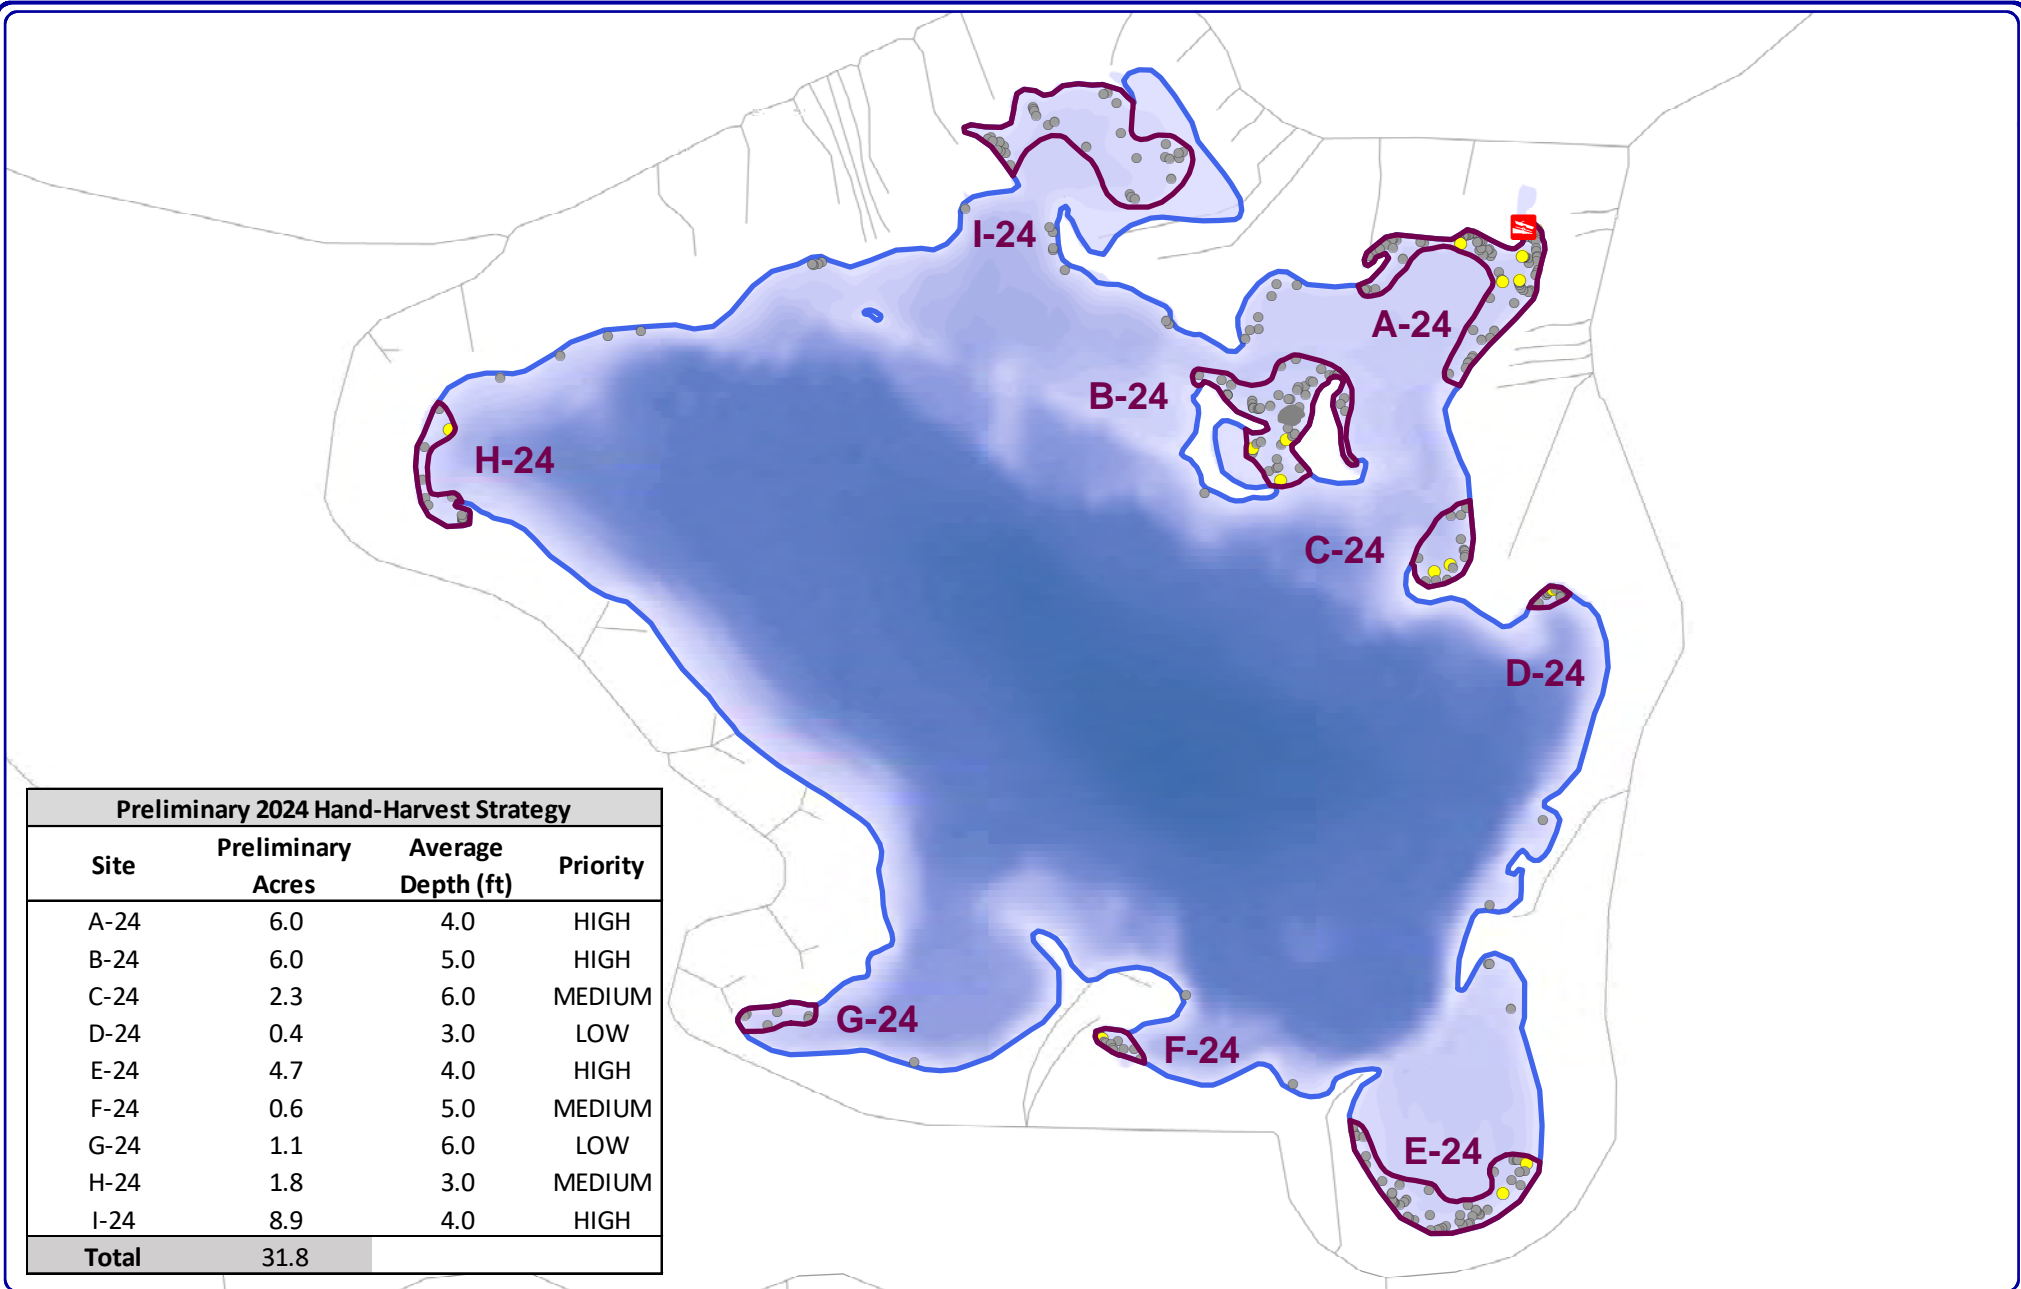 I-24
A-24
B-24
H-24
C-24
D-24
G-24
F-24
E-24
Preliminary 2024 Hand-Harvest Strategy
Site Preliminary Acres Average Depth (ft) Priority
A-24 6.0 4.0 HIGH
B-24 6.0 5.0 HIGH
C-24 2.3 6.0 MEDIUM
D-24 0.4 3.0 LOW
E-24 4.7 4.0 HIGH
F-24 0.6 5.0 MEDIUM
G-24 1.1 6.0 LOW
H-24 1.8 3.0 MEDIUM
I-24 8.9 4.0 HIGH
Total 31.8